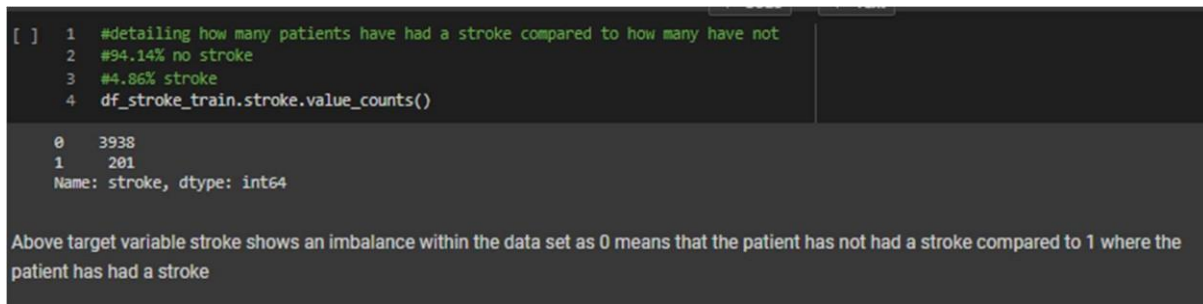 [ ] 1 #detailing how many patients have had a stroke compared to how many have not
2 #94.14% no stroke
3 #4.86% stroke
4 df_stroke_train.stroke.value_counts()
0 3938
1 201
Name: stroke, dtype: int64
Above target variable stroke shows an imbalance within the data set as 0 means that the patient has not had a stroke compared to 1 where the
patient has had a stroke